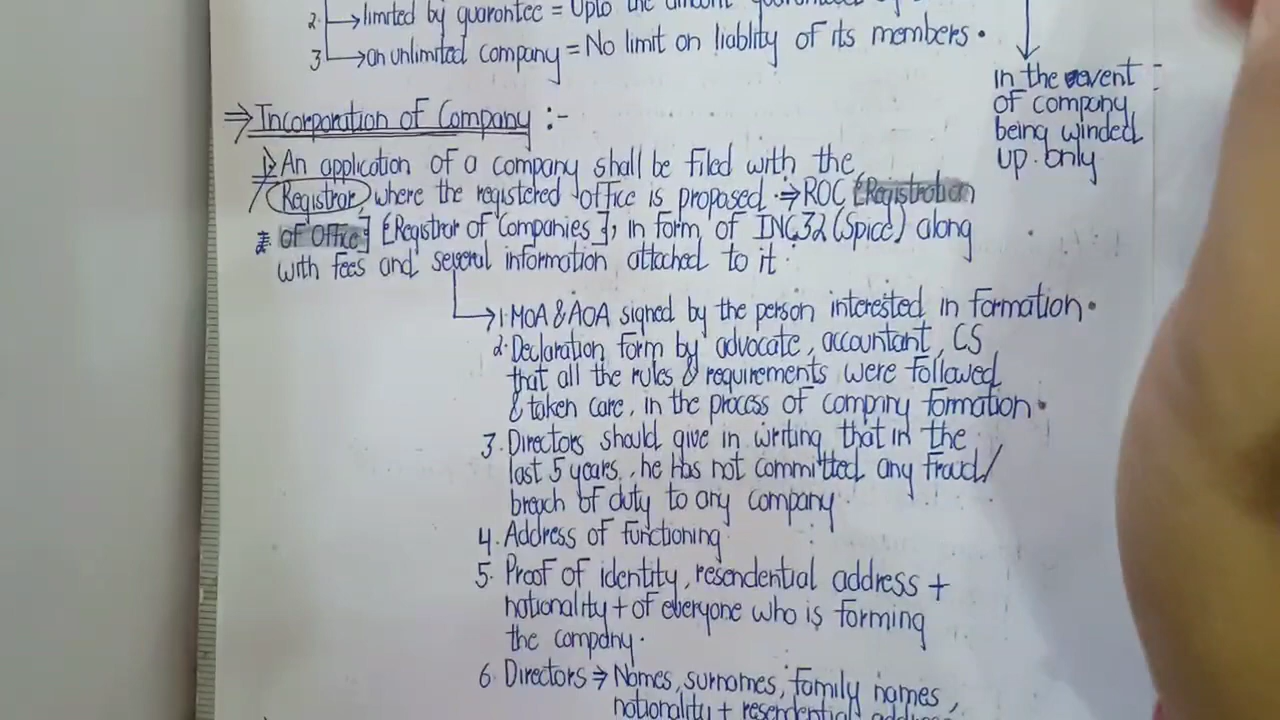 2. → limited by guarantee = Upto the amount guaranteed by
3 → an unlimited company = No limit on liablity of its members.
in the event
of company
being winded
up only
⇒ Incorporation of Company :-
1) An application of a company shall be filed with the
Registrar, where the registered office is proposed. ⇒ ROC [Registration
of Office] [Registrar of Companies], in form of INC32 (Spice) along
with fees and several information attached to it.
→ 1. MOA & AOA signed by the person interested in formation.
2. Declaration form by advocate, accountant, CS
that all the rules & requirements were followed
& taken care, in the process of company formation.
3. Directors should give in writing that in the
last 5 years, he has not committed any fraud/
breach of duty to any company.
4. Address of functioning.
5. Proof of identity, resendential address +
nationality + of everyone who is forming
the company.
6. Directors ⇒ Names, surnames, family names,
nationality + resendential